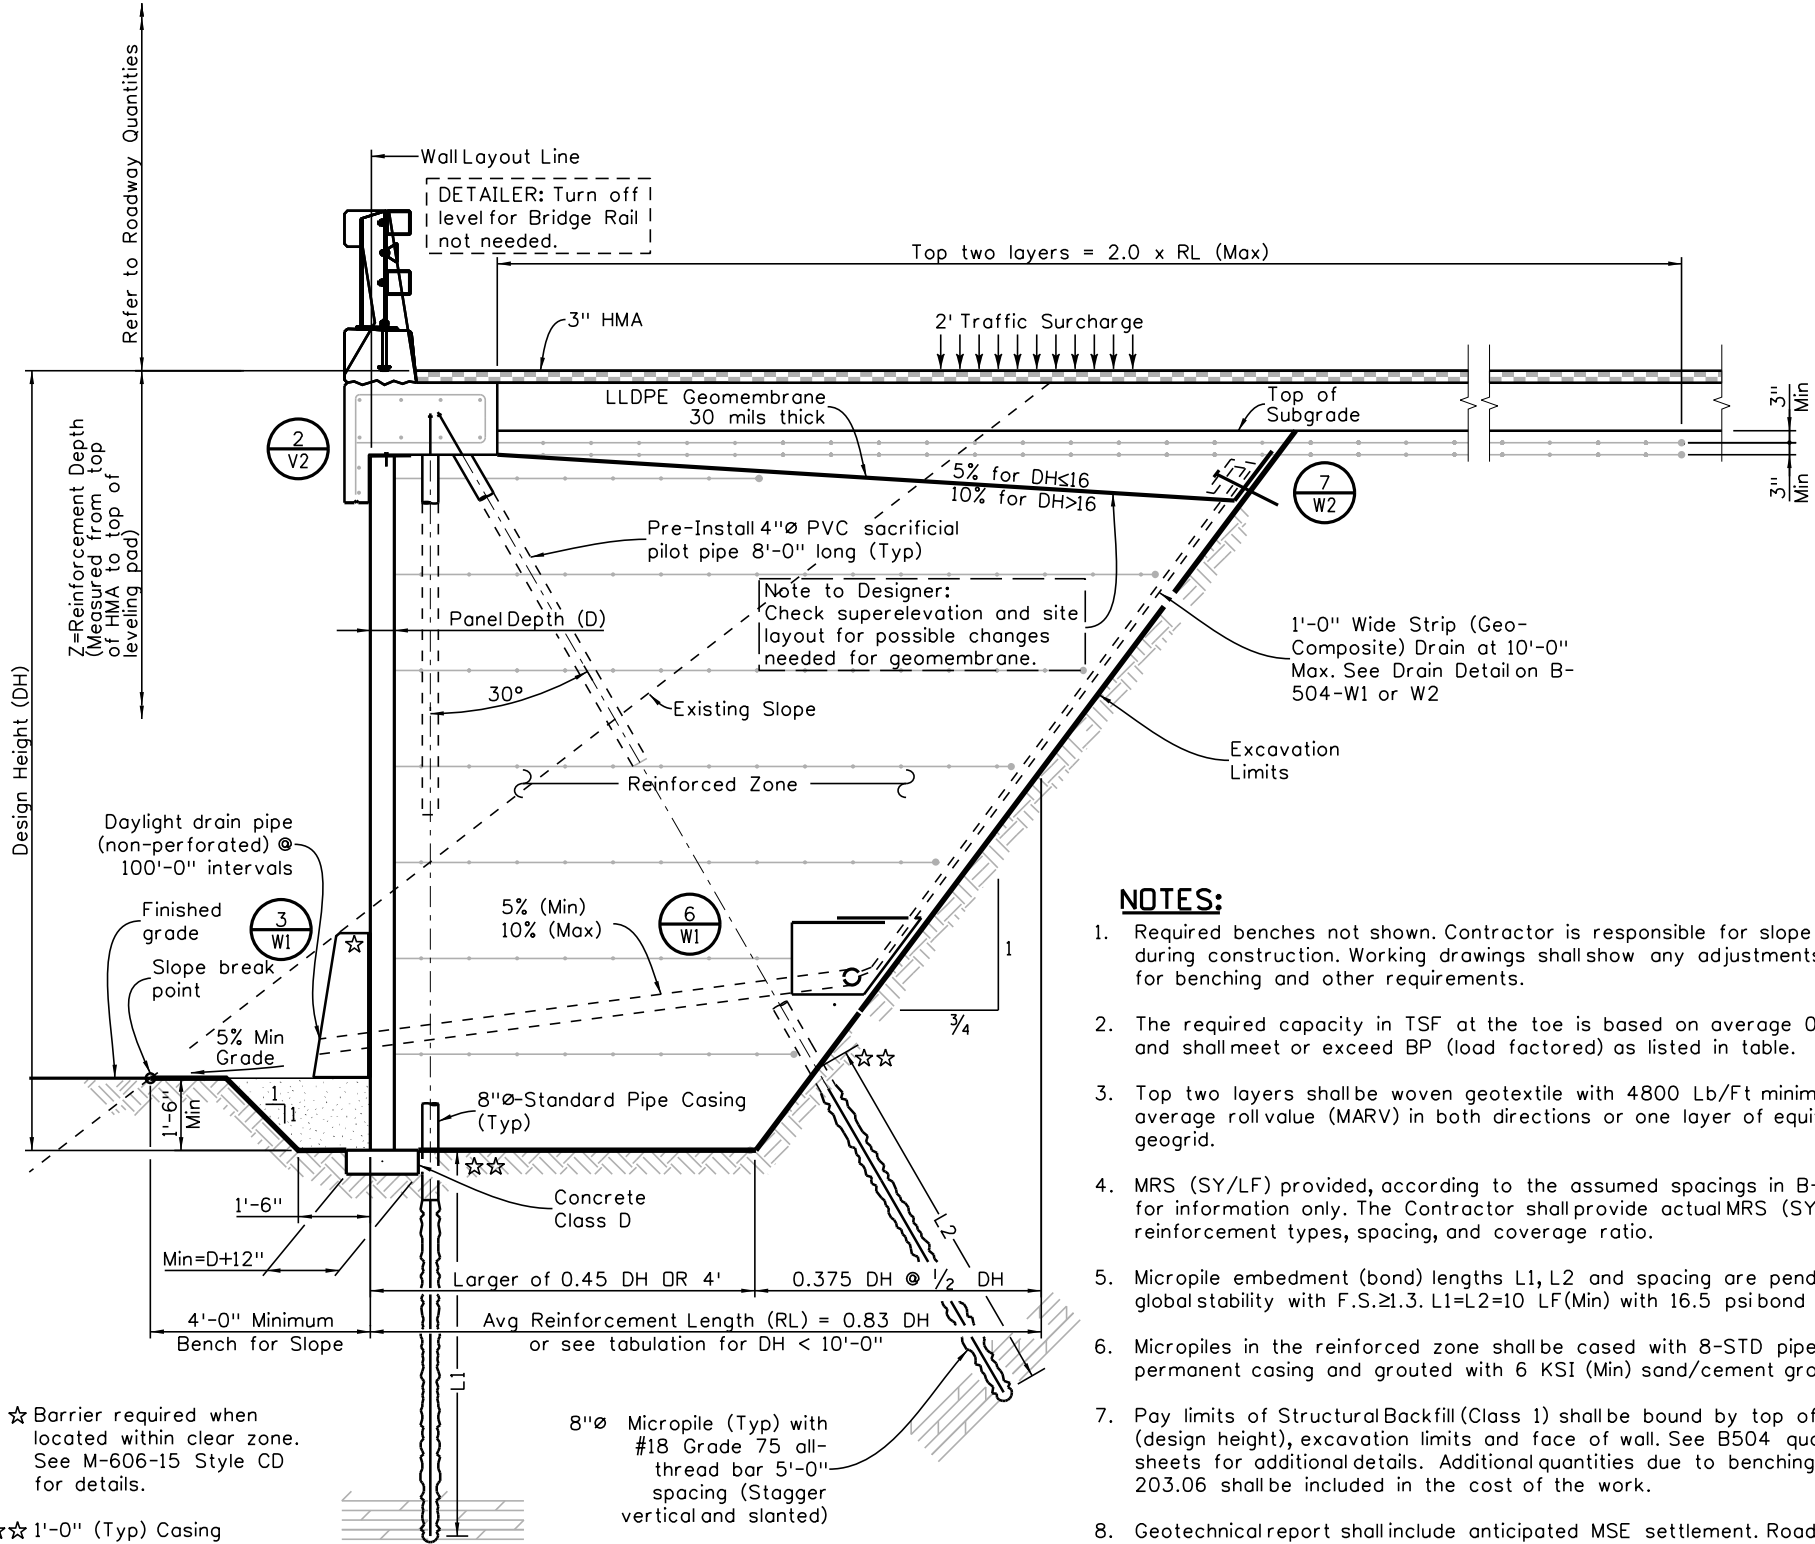 Refer to Roadway Quantities
Wall Layout Line
DETAILER: Turn off
level for Bridge Rail
not needed.
Top two layers = 2.0 x RL (Max)
3" HMA
2' Traffic Surcharge
LLDPE Geomembrane
30 mils thick
Top of
Subgrade
3"
Min
3"
Min
2
V2
5% for DH≤16
10% for DH>16
7
W2
Z=Reinforcement Depth
(Measured from top
of HMA to top of
leveling pad)
Pre-Install 4"Ø PVC sacrificial
pilot pipe 8'-0" long (Typ)
Note to Designer:
Check superelevation and site
layout for possible changes
needed for geomembrane.
Panel Depth (D)
1'-0" Wide Strip (Geo-
Composite) Drain at 10'-0"
Max. See Drain Detail on B-
504-W1 or W2
30°
Existing Slope
Excavation
Limits
Design Height (DH)
Reinforced Zone
Daylight drain pipe
(non-perforated) @
100'-0" intervals
Finished
grade
3
W1
☆
Slope break
point
5% (Min)
10% (Max)
6
W1
1
3/4
5% Min
Grade
☆☆
1'-6"
Min
1
1
8"Ø-Standard Pipe Casing
(Typ)
☆☆
1'-6"
Concrete
Class D
L2
Min=D+12"
Larger of 0.45 DH OR 4'
0.375 DH @ 1/2 DH
4'-0" Minimum
Bench for Slope
Avg Reinforcement Length (RL) = 0.83 DH
or see tabulation for DH < 10'-0"
L1
8"Ø Micropile (Typ) with
#18 Grade 75 all-
thread bar 5'-0"
spacing (Stagger
vertical and slanted)
☆ Barrier required when
located within clear zone.
See M-606-15 Style CD
for details.
☆☆ 1'-0" (Typ) Casing
NOTES:
1. Required benches not shown. Contractor is responsible for slope
during construction. Working drawings shall show any adjustments
for benching and other requirements.
2. The required capacity in TSF at the toe is based on average
and shall meet or exceed BP (load factored) as listed in table.
3. Top two layers shall be woven geotextile with 4800 Lb/Ft minim
average roll value (MARV) in both directions or one layer of equi
geogrid.
4. MRS (SY/LF) provided, according to the assumed spacings in B-
for information only. The Contractor shall provide actual MRS (SY
reinforcement types, spacing, and coverage ratio.
5. Micropile embedment (bond) lengths L1, L2 and spacing are pend
global stability with F.S.≥1.3. L1=L2=10 LF(Min) with 16.5 psi bond
6. Micropiles in the reinforced zone shall be cased with 8-STD pipe
permanent casing and grouted with 6 KSI (Min) sand/cement gro
7. Pay limits of Structural Backfill (Class 1) shall be bound by top of
(design height), excavation limits and face of wall. See B504 qua
sheets for additional details. Additional quantities due to benching
203.06 shall be included in the cost of the work.
8. Geotechnical report shall include anticipated MSE settlement. Road